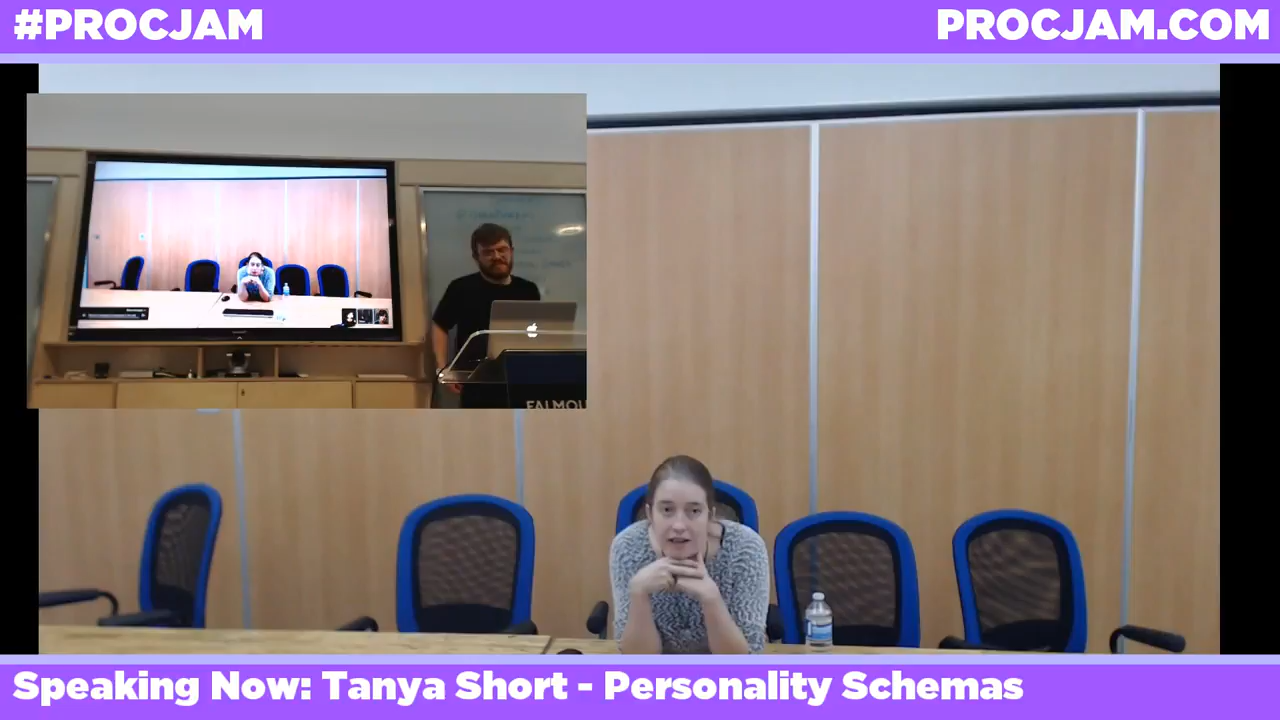 #PROCJAM
PROCJAM.COM
FALMOU
Speaking Now: Tanya Short - Personality Schemas